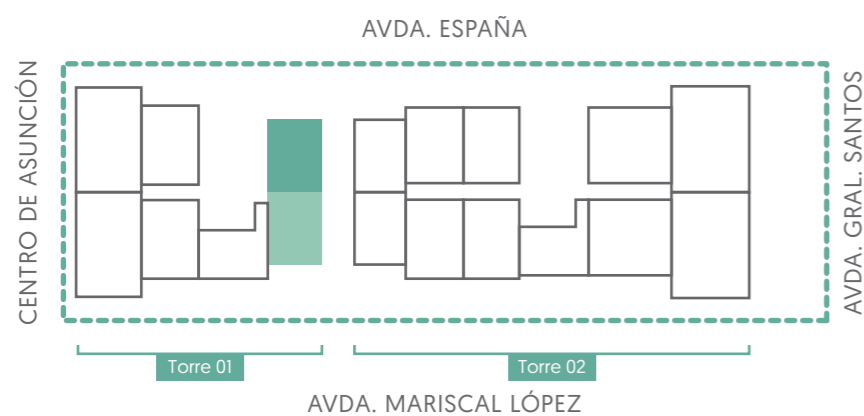 AVDA. ESPAÑA
CENTRO DE ASUNCIÓN
AVDA. GRAL. SANTOS
Torre 01
Torre 02
AVDA. MARISCAL LÓPEZ